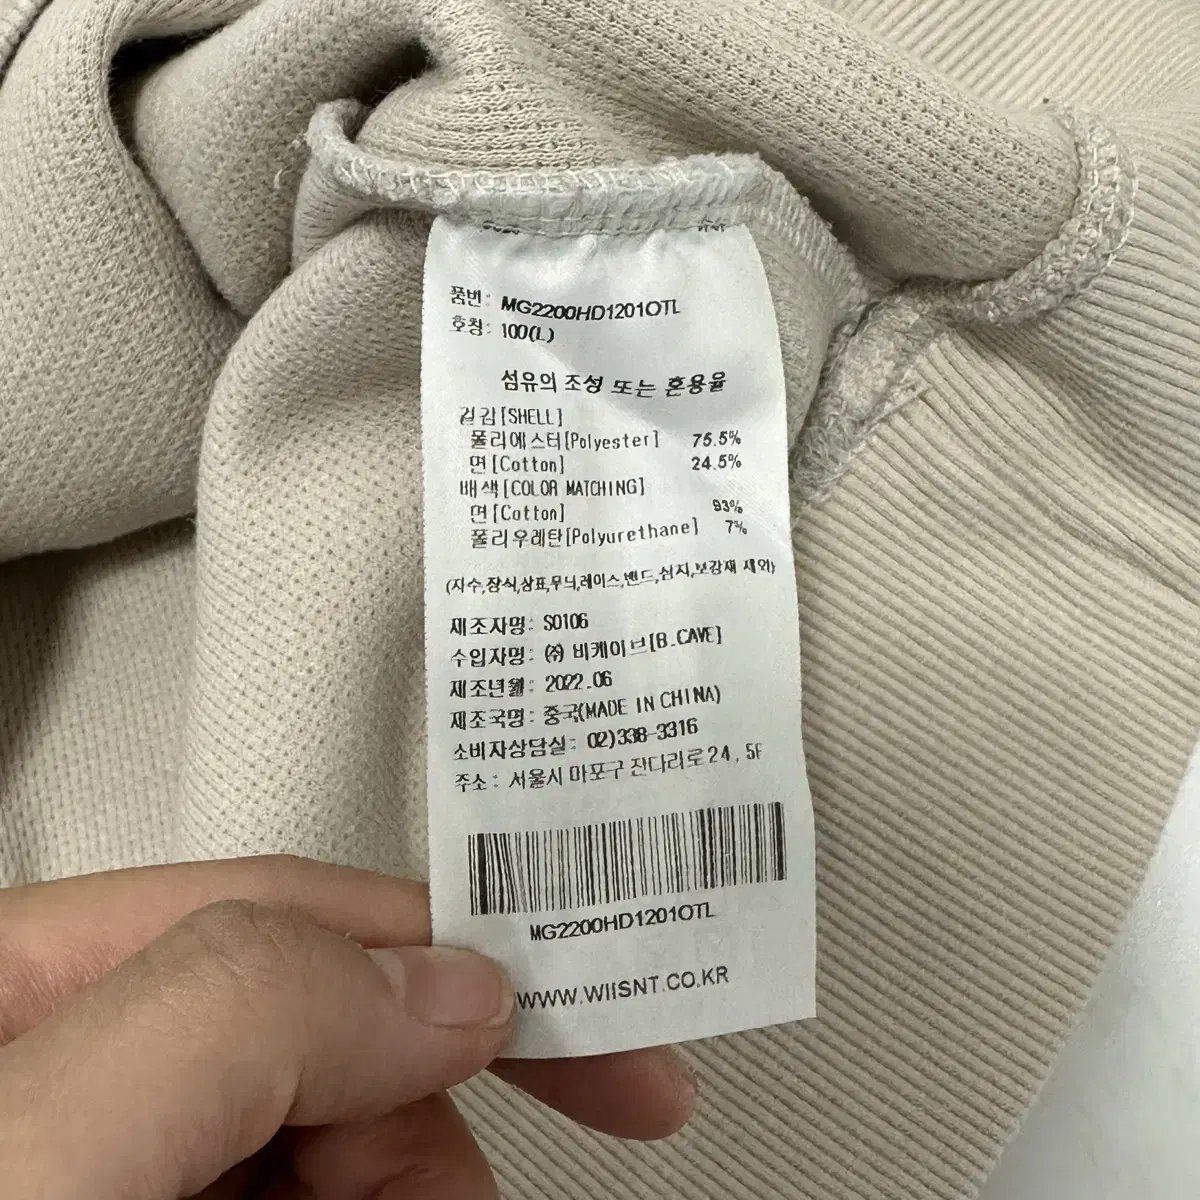 품번: MG2200HD1201OTL
호칭: 100(L)
섬유의 조성 또는 혼용율
겉감[SHELL]
폴리에스터[Polyester] 75.5%
면[Cotton] 24.5%
배색[COLOR MATCHING]
면[Cotton] 93%
폴리우레탄[Polyurethane] 7%
(자수,장식,상표,무늬,레이스,밴드,심지,보강재 제외)
제조자명: S0106
수입자명: ㈜ 비케이브[B.CAVE]
제조년월: 2022.06
제조국명: 중국(MADE IN CHINA)
소비자상담실: 02)338-3316
주소: 서울시 마포구 잔다리로24, 5F
MG2200HD1201OTL
WWW.WIISNT.CO.KR